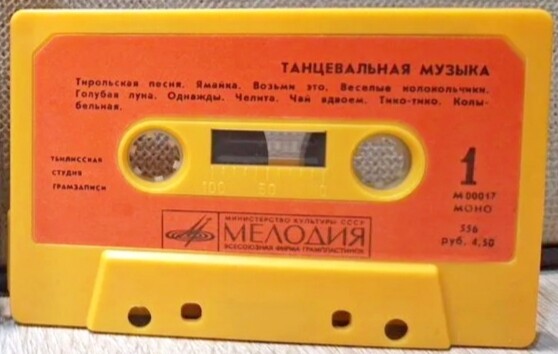 ТАНЦЕВАЛЬНАЯ МУЗЫКА
Тирольская песня. Ямайка. Возьми это. Веселые колокольчики.
Голубая луна. Однажды. Челита. Чай вдвоем. Тико-тико. Колы-
бельная.
ТБИЛИССКАЯ
СТУДИЯ
ГРАМЗАПИСИ
1
М 00017
МОНО
556
руб. 4,50
100 50 0
МИНИСТЕРСТВО КУЛЬТУРЫ СССР
МЕЛОДИЯ
ВСЕСОЮЗНАЯ ФИРМА ГРАМПЛАСТИНОК